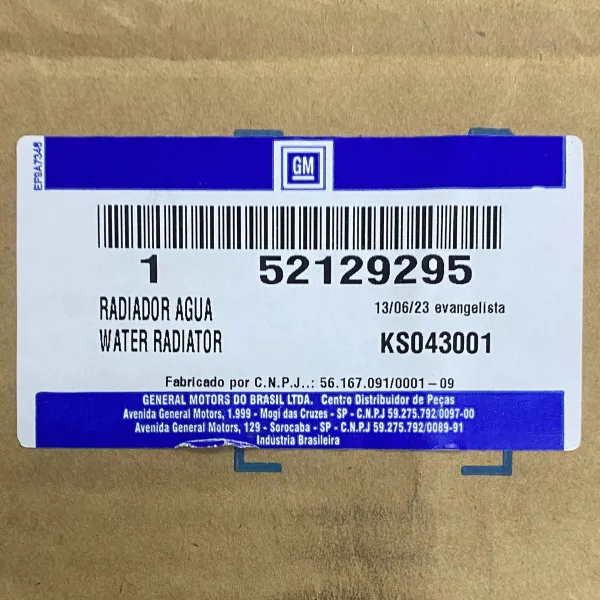 EP9A7346
GM
1 52129295
RADIADOR AGUA
13/06/23 evangelista
WATER RADIATOR
KS043001
Fabricado por C.N.P.J..: 56.167.091/0001-09
GENERAL MOTORS DO BRASIL LTDA. Centro Distribuidor de Peças
Avenida General Motors, 1.999 - Mogi das Cruzes - SP - C.N.P.J 59.275.792/0097-00
Avenida General Motors, 129 - Sorocaba - SP - C.N.P.J 59.275.792/0089-91
Indústria Brasileira